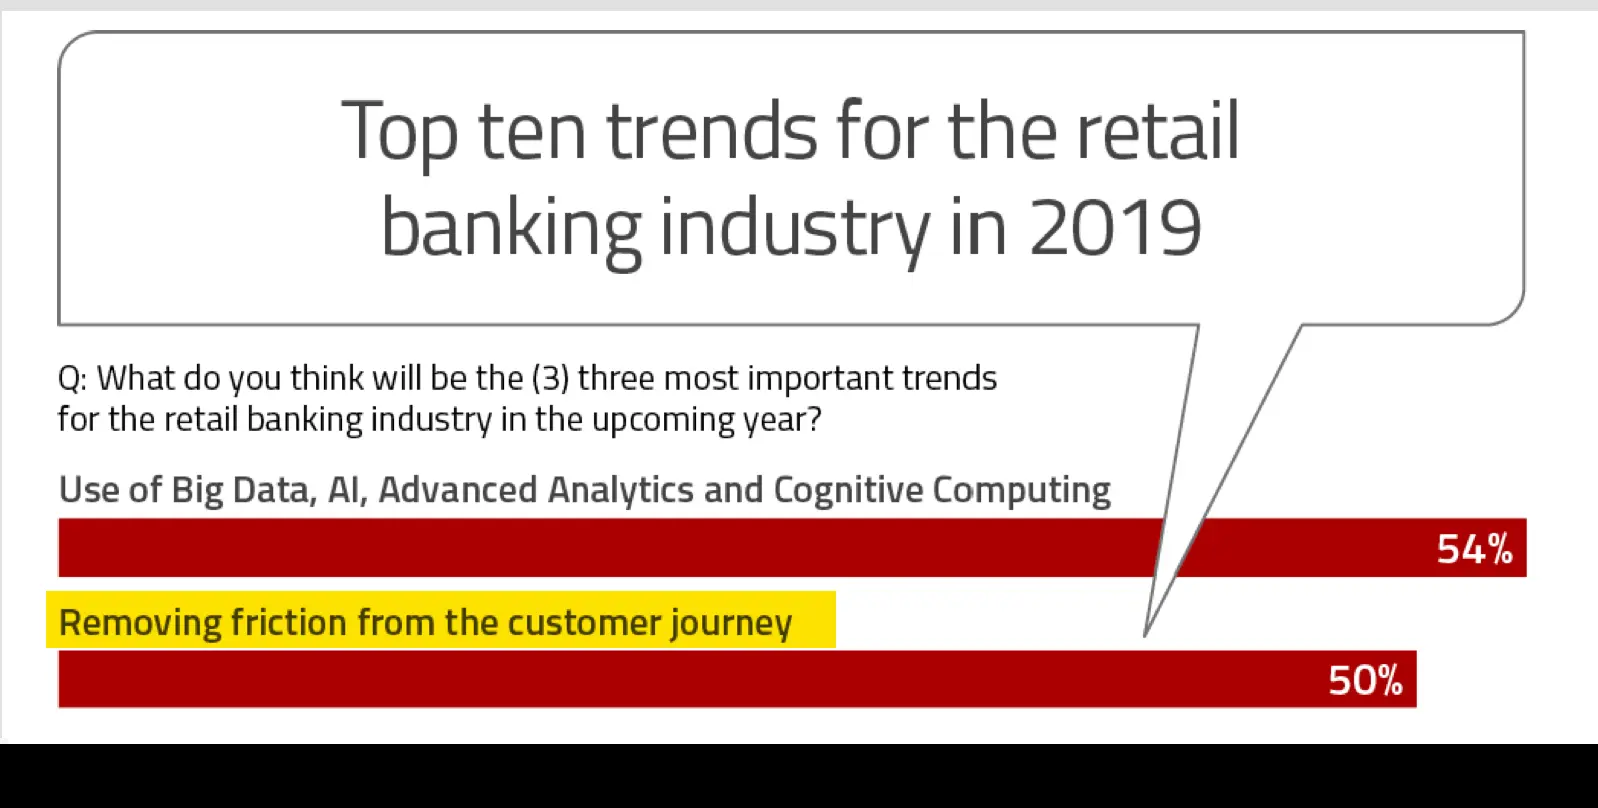 Top ten trends for the retail
banking industry in 2019
Q: What do you think will be the (3) three most important trends
for the retail banking industry in the upcoming year?
Use of Big Data, AI, Advanced Analytics and Cognitive Computing
54%
Removing friction from the customer journey
50%